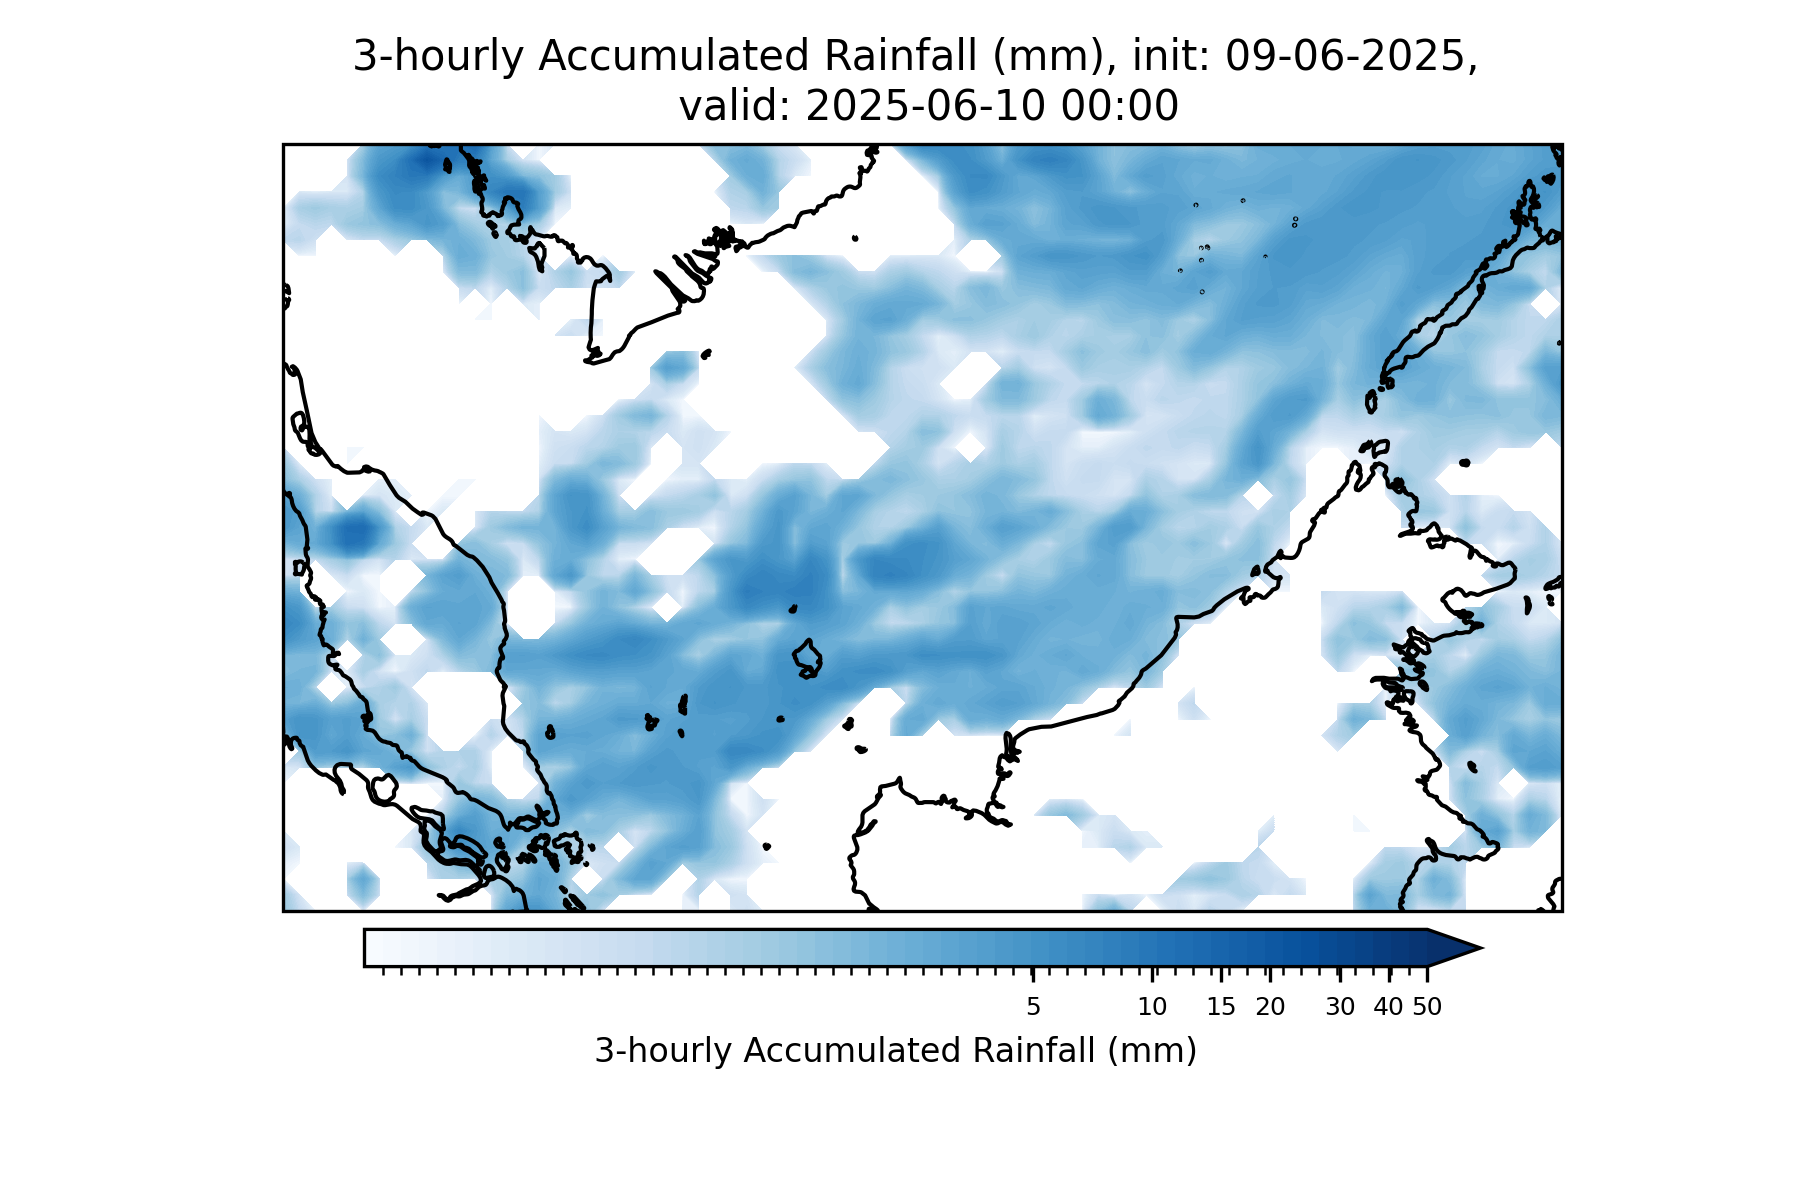 3-hourly Accumulated Rainfall (mm), init: 09-06-2025,
valid: 2025-06-10 00:00
5 10 15 20 30 40 50
3-hourly Accumulated Rainfall (mm)